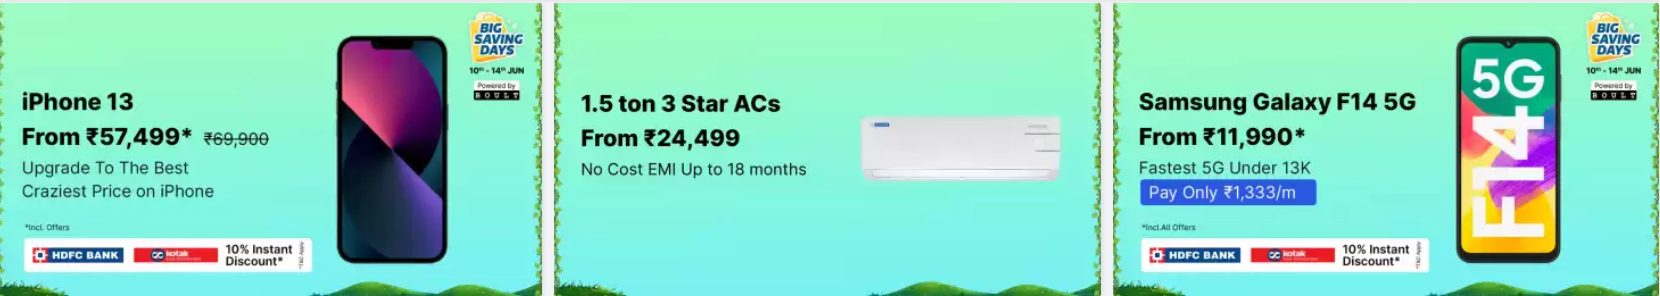 iPhone 13
From ₹57,499* ₹69,900
Upgrade To The Best
Craziest Price on iPhone
*Incl. Offers
HDFC BANK kotak 10% Instant
Discount*
BIG
SAVING
DAYS
10th - 14th JUN
Powered by
BOULT
1.5 ton 3 Star ACs
From ₹24,499
No Cost EMI Up to 18 months
Samsung Galaxy F14 5G
From ₹11,990*
Fastest 5G Under 13K
Pay Only ₹1,333/m
*Incl.All Offers
HDFC BANK kotak 10% Instant
Discount*
5G
F14
BIG
SAVING
DAYS
10th - 14th JUN
Powered by
BOULT